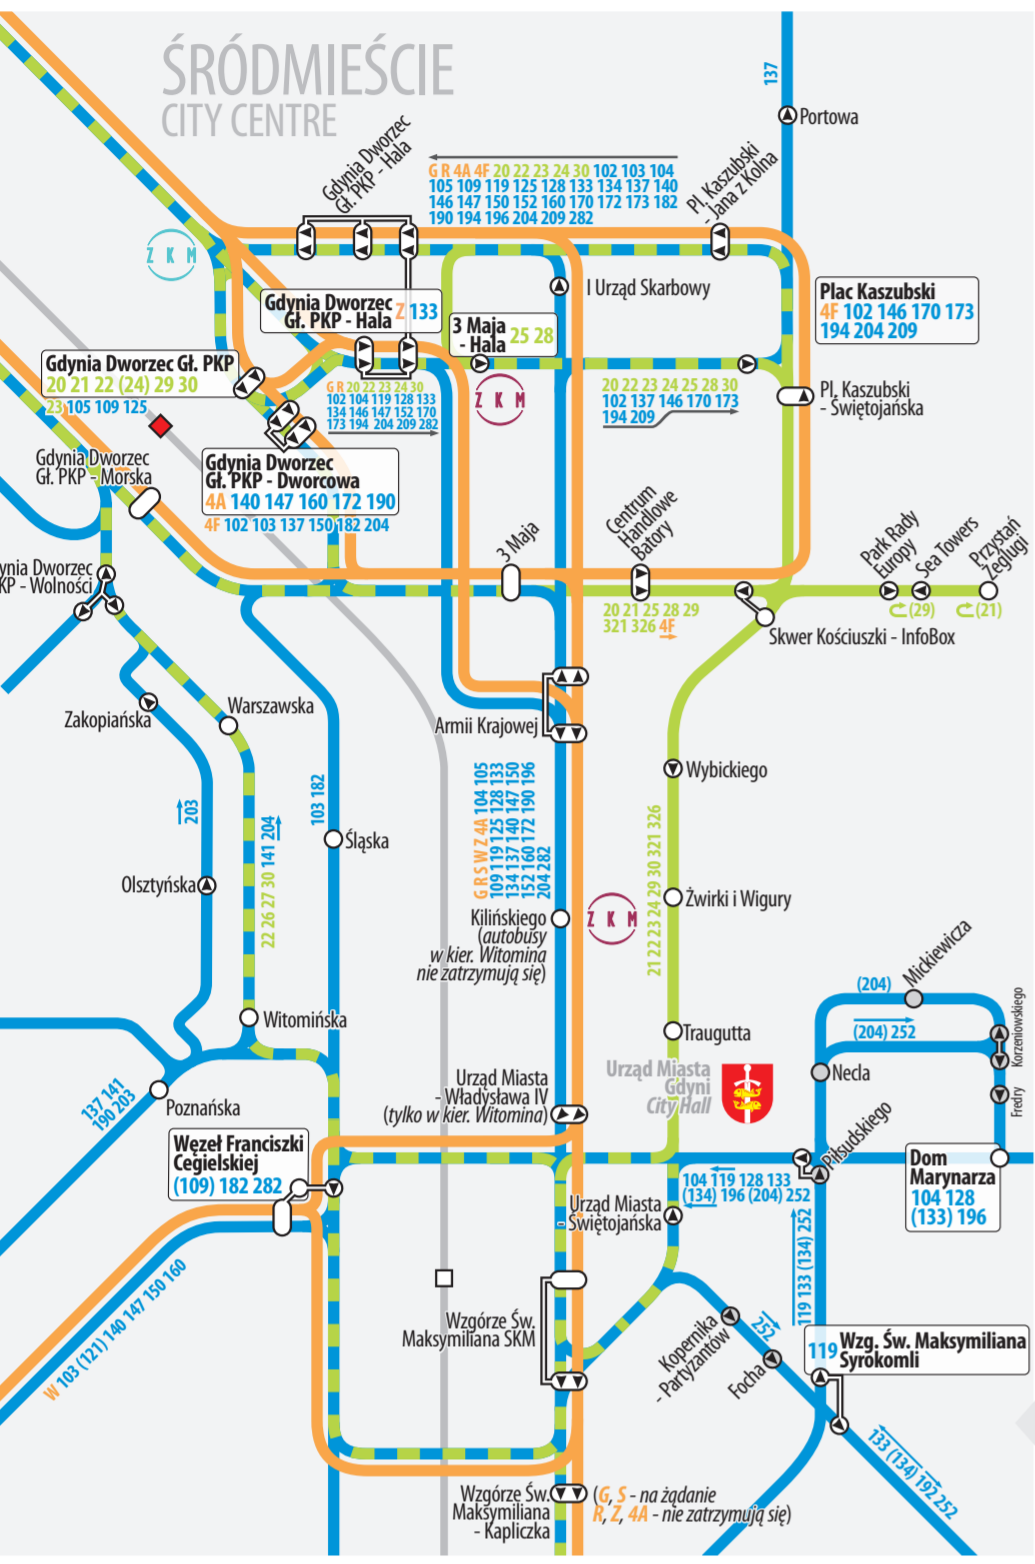 ŚRÓDMIEŚCIE
CITY CENTRE
137
Portowa
Gdynia Dworzec
Gł. PKP - Hala
G R 4A 4F 20 22 23 24 30 102 103 104
105 109 119 125 128 133 134 137 140
146 147 150 152 160 170 172 173 182
190 194 196 204 209 282
Pl. Kaszubski
- Jana z Kolna
ZKM
I Urząd Skarbowy
Gdynia Dworzec
Gł. PKP - Hala
Z 133
3 Maja
- Hala
25 28
Plac Kaszubski
4F 102 146 170 173
194 204 209
Gdynia Dworzec Gł. PKP
20 21 22 (24) 29 30
23 105 109 125
G R 20 22 23 24 30
102 104 119 128 133
134 146 147 152 170
173 194 204 209 282
ZKM
20 22 23 24 25 28 30
102 137 146 170 173
194 209
Pl. Kaszubski
- Świętojańska
Gdynia Dworzec
Gł. PKP - Morska
Gdynia Dworzec
Gł. PKP - Dworcowa
4A 140 147 160 172 190
4F 102 103 137 150 182 204
3 Maja
Centrum
Handlowe
Batory
Park Rady
Europy
Sea Towers
Przystań
Żeglugi
ynia Dworzec
KP - Wolności
20 21 25 28 29
321 326 4F
(29)
(21)
Skwer Kościuszki - InfoBox
Zakopiańska
Warszawska
Armii Krajowej
Wybickiego
203
141 204
22 26 27 30
103 182
Śląska
G R S W Z 4A 104 105
109 119 125 128 133
134 137 140 147 150
152 160 172 190 196
204 282
21 22 23 24 29 30 321 326
Olsztyńska
Żwirki i Wigury
Kilińskiego
(autobusy
w kier. Witomina
nie zatrzymują się)
ZKM
Mickiewicza
(204)
Witomińska
Traugutta
(204) 252
Korzeniowskiego
Urząd Miasta
Gdyni
City Hall
Necla
Fredry
Urząd Miasta
- Władysława IV
(tylko w kier. Witomina)
137 141
190 203
Poznańska
Piłsudskiego
Węzeł Franciszki
Cegielskiej
(109) 182 282
104 119 128 133
(134) 196 (204) 252
Dom
Marynarza
104 128
(133) 196
Urząd Miasta
- Świętojańska
119 133 (134) 252
W 103 (121) 140 147 150 160
Wzgórze Św.
Maksymiliana SKM
Kopernika
- Partyzantów
252
Focha
119 Wzg. Św. Maksymiliana
Syrokomli
133 (134) 192 252
Wzgórze Św.
Maksymiliana
- Kapliczka
(G, S - na żądanie
R, Z, 4A - nie zatrzymują się)